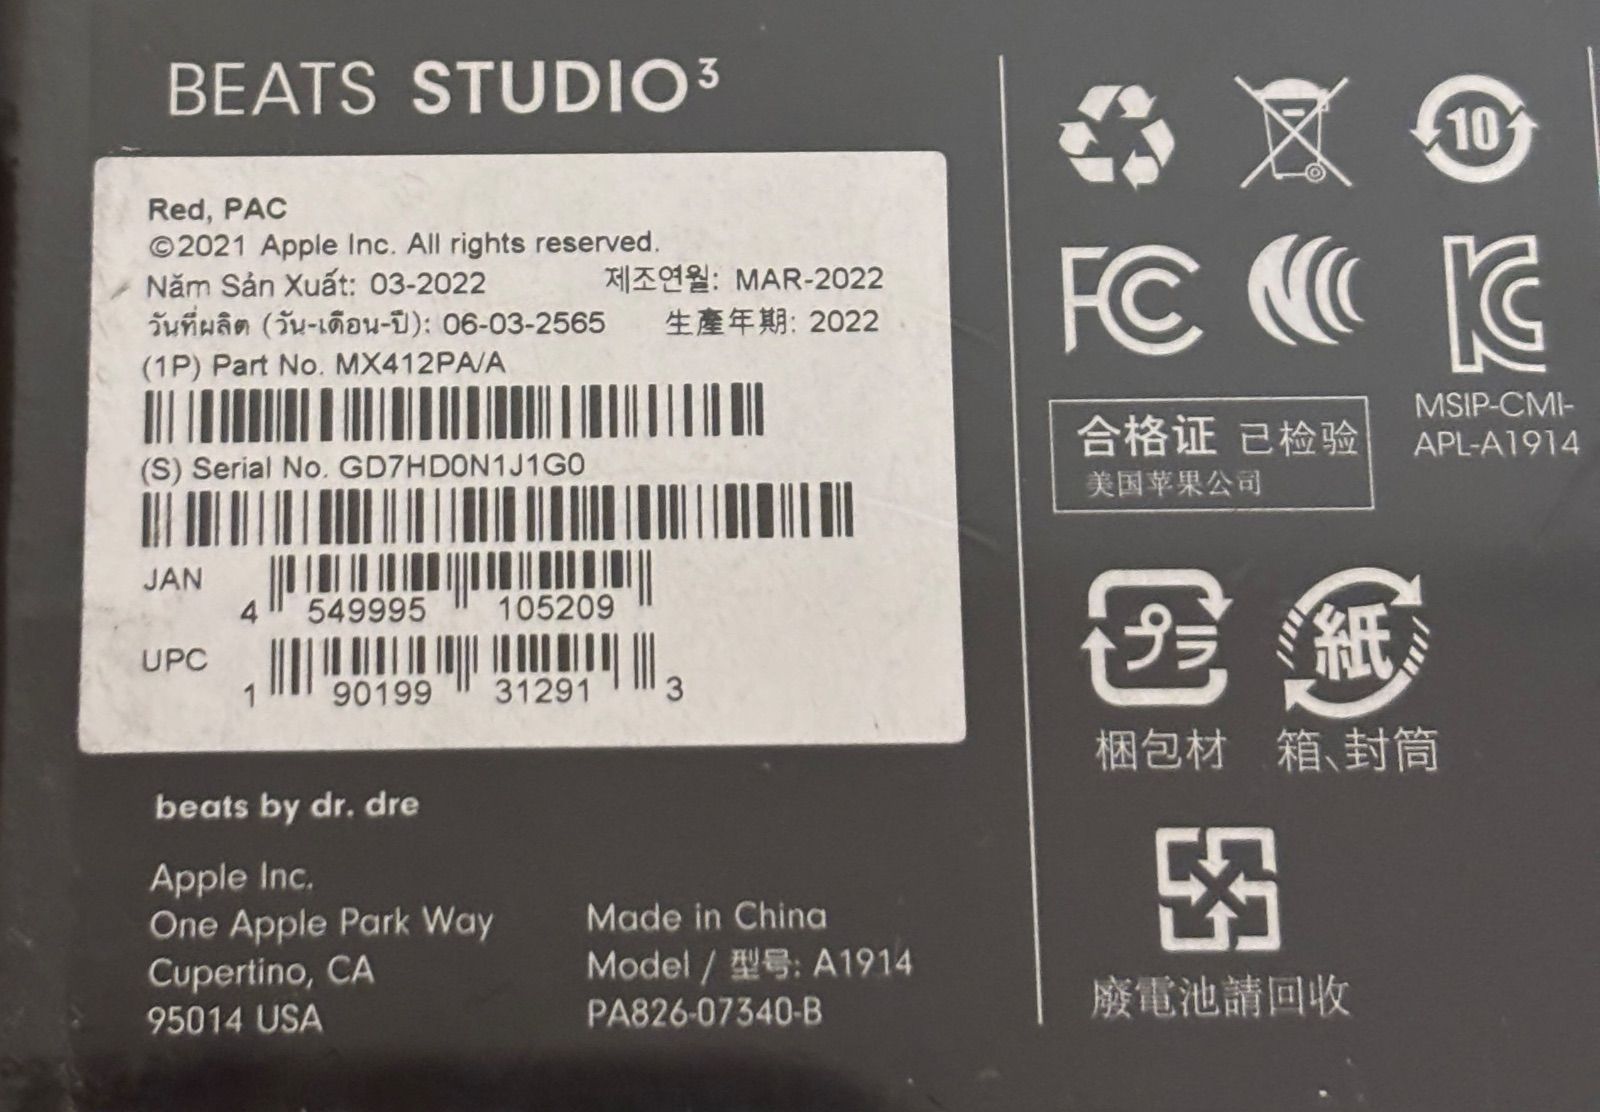 BEATS STUDIO³
Red, PAC
©2021 Apple Inc. All rights reserved.
Năm Sản Xuất: 03-2022 제조연월: MAR-2022
วันที่ผลิต (วัน-เดือน-ปี): 06-03-2565 生產年期: 2022
(1P) Part No. MX412PA/A
(S) Serial No. GD7HD0N1J1G0
JAN
4 549995 105209
UPC
1 90199 31291 3
beats by dr. dre
Apple Inc.
One Apple Park Way
Cupertino, CA
95014 USA
Made in China
Model / 型号: A1914
PA826-07340-B
10
FC
MSIP-CMI-
APL-A1914
合格证 已检验
美国苹果公司
プラ
紙
梱包材
箱、封筒
廢電池請回收